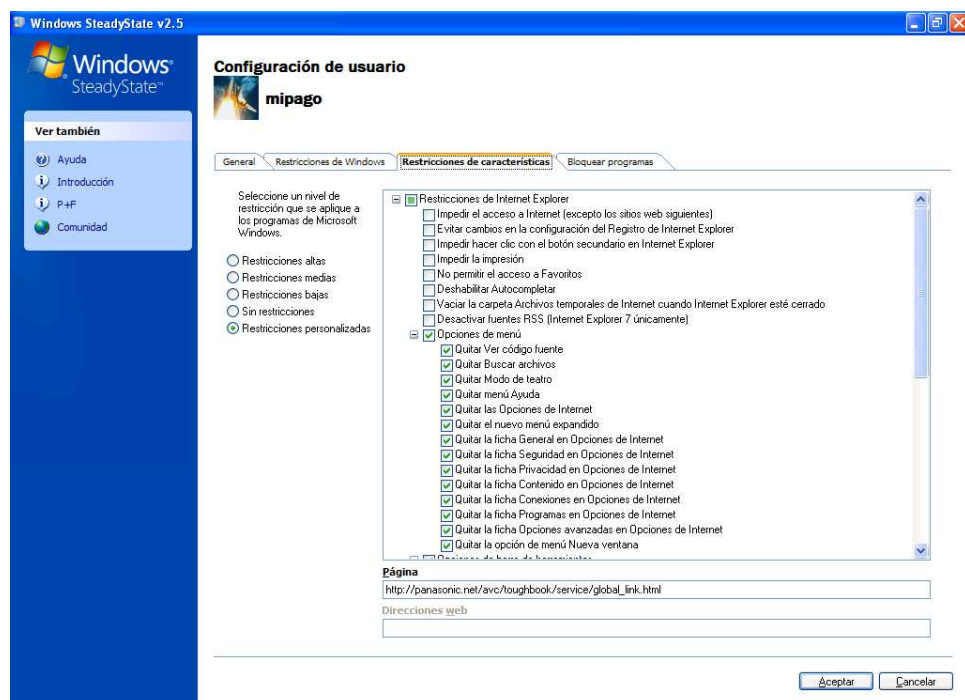 Windows SteadyState v2.5
Windows
SteadyState™
Ver también
Ayuda
Introducción
P+F
Comunidad
Configuración de usuario
mipago
General
Restricciones de Windows
Restricciones de características
Bloquear programas
Seleccione un nivel de
restricción que se aplique a
los programas de Microsoft
Windows.
Restricciones altas
Restricciones medias
Restricciones bajas
Sin restricciones
Restricciones personalizadas
Restricciones de Internet Explorer
Impedir el acceso a Internet (excepto los sitios web siguientes)
Evitar cambios en la configuración del Registro de Internet Explorer
Impedir hacer clic con el botón secundario en Internet Explorer
Impedir la impresión
No permitir el acceso a Favoritos
Deshabilitar Autocompletar
Vaciar la carpeta Archivos temporales de Internet cuando Internet Explorer esté cerrado
Desactivar fuentes RSS (Internet Explorer 7 únicamente)
Opciones de menú
Quitar Ver código fuente
Quitar Buscar archivos
Quitar Modo de teatro
Quitar menú Ayuda
Quitar las Opciones de Internet
Quitar el nuevo menú expandido
Quitar la ficha General en Opciones de Internet
Quitar la ficha Seguridad en Opciones de Internet
Quitar la ficha Privacidad en Opciones de Internet
Quitar la ficha Contenido en Opciones de Internet
Quitar la ficha Conexiones en Opciones de Internet
Quitar la ficha Programas en Opciones de Internet
Quitar la ficha Opciones avanzadas en Opciones de Internet
Quitar la opción de menú Nueva ventana
Opciones de barra de herramientas
Página
http://panasonic.net/avc/toughbook/service/global_link.html
Direcciones web
Aceptar
Cancelar